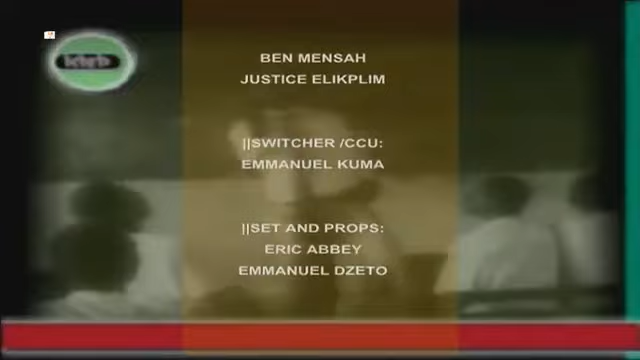 BEN MENSAH
JUSTICE ELIKPLIM
||SWITCHER /CCU:
EMMANUEL KUMA
||SET AND PROPS:
ERIC ABBEY
EMMANUEL DZETO